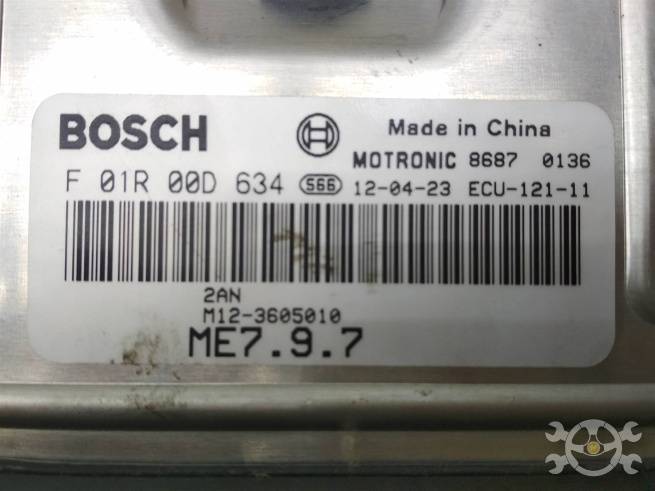 BOSCH
Made in China
MOTRONIC 8687 0136
F 01R 00D 634 566 12-04-23 ECU-121-11
2AN
M12-3605010
ME7.9.7